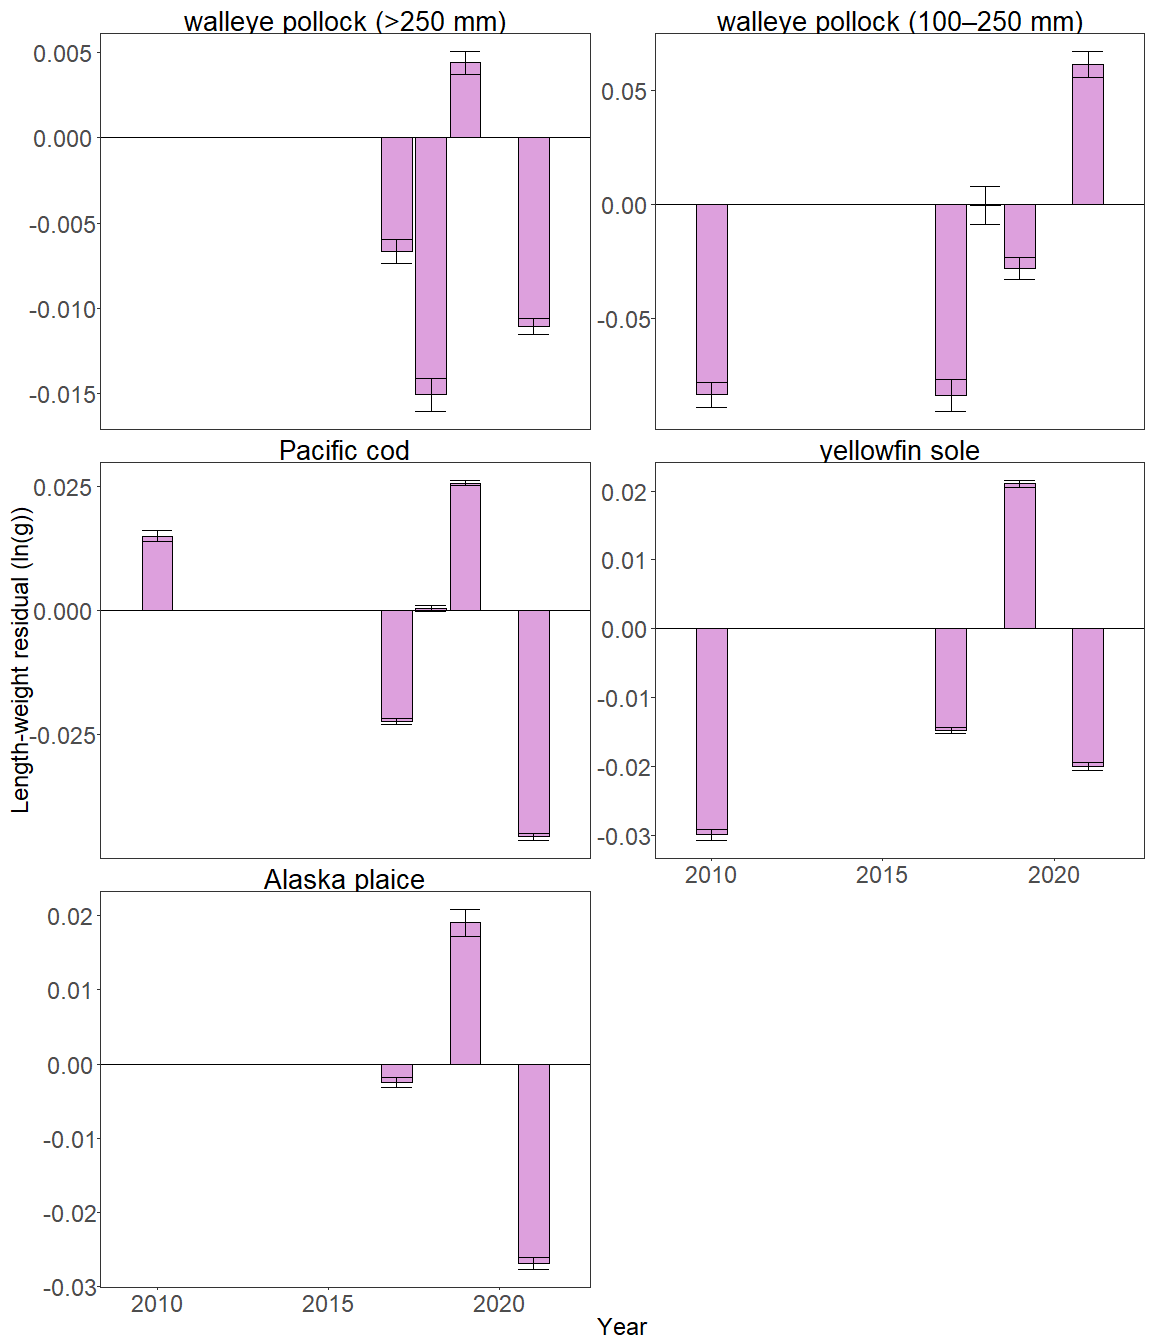 walleye pollock (>250 mm)
0.005
0.000
-0.005
-0.010
-0.015
walleye pollock (100–250 mm)
0.05
0.00
-0.05
Length-weight residual (ln(g))
Pacific cod
0.025
0.000
-0.025
yellowfin sole
0.02
0.01
0.00
-0.01
-0.02
-0.03
2010 2015 2020
Alaska plaice
0.02
0.01
0.00
-0.01
-0.02
-0.03
2010 2015 2020
Year